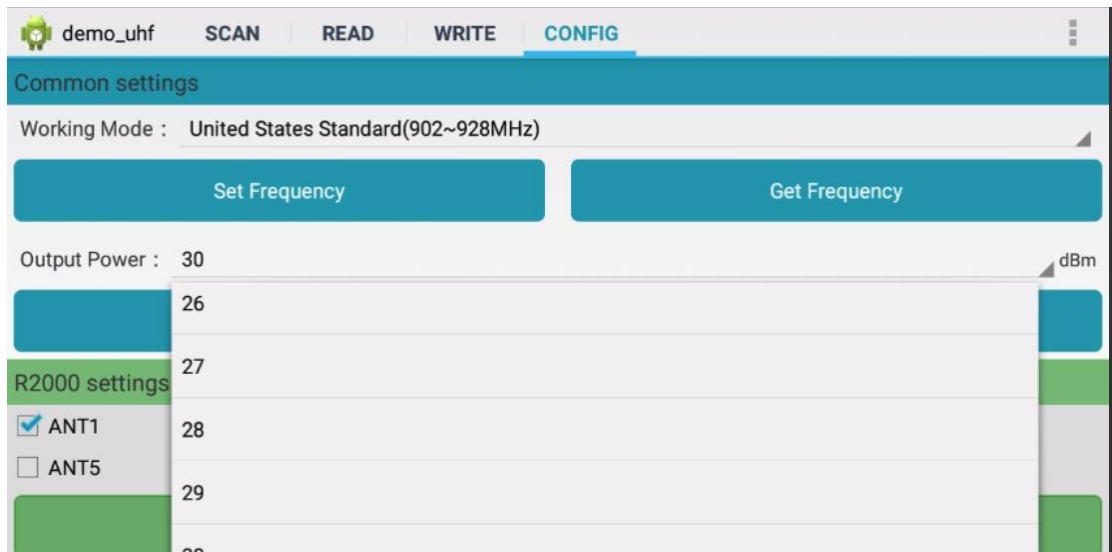 demo_uhf SCAN READ WRITE CONFIG
Common settings
Working Mode : United States Standard(902~928MHz)
Set Frequency Get Frequency
Output Power : 30 dBm
26
27
R2000 settings
ANT1
28
ANT5
29